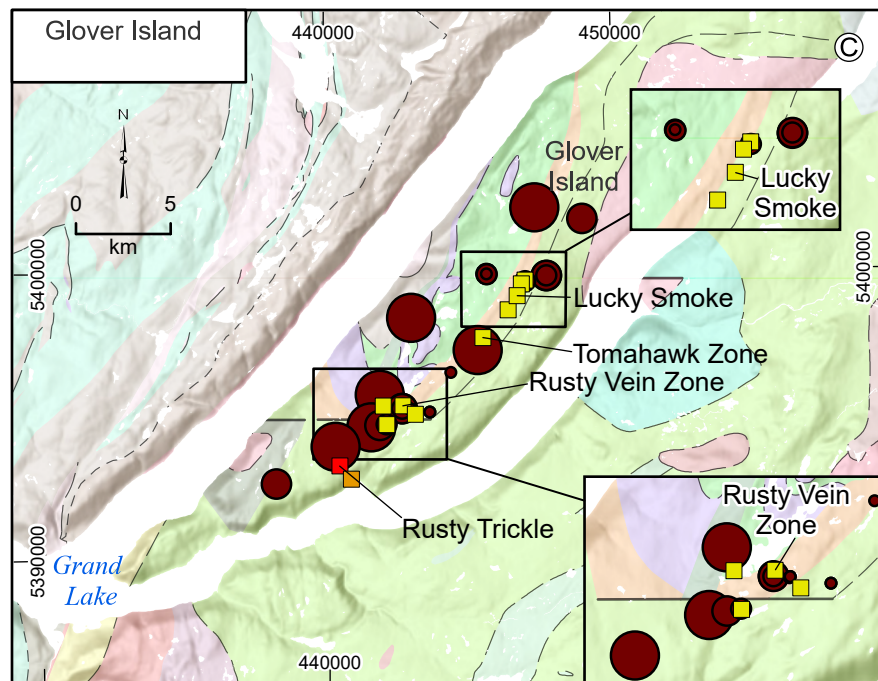 Glover Island
440000
450000
C
N
0
5
km
Glover
Island
Lucky
Smoke
5400000
5400000
Lucky Smoke
Tomahawk Zone
Rusty Vein Zone
Rusty Vein
Zone
Rusty Trickle
5390000
Grand
Lake
440000